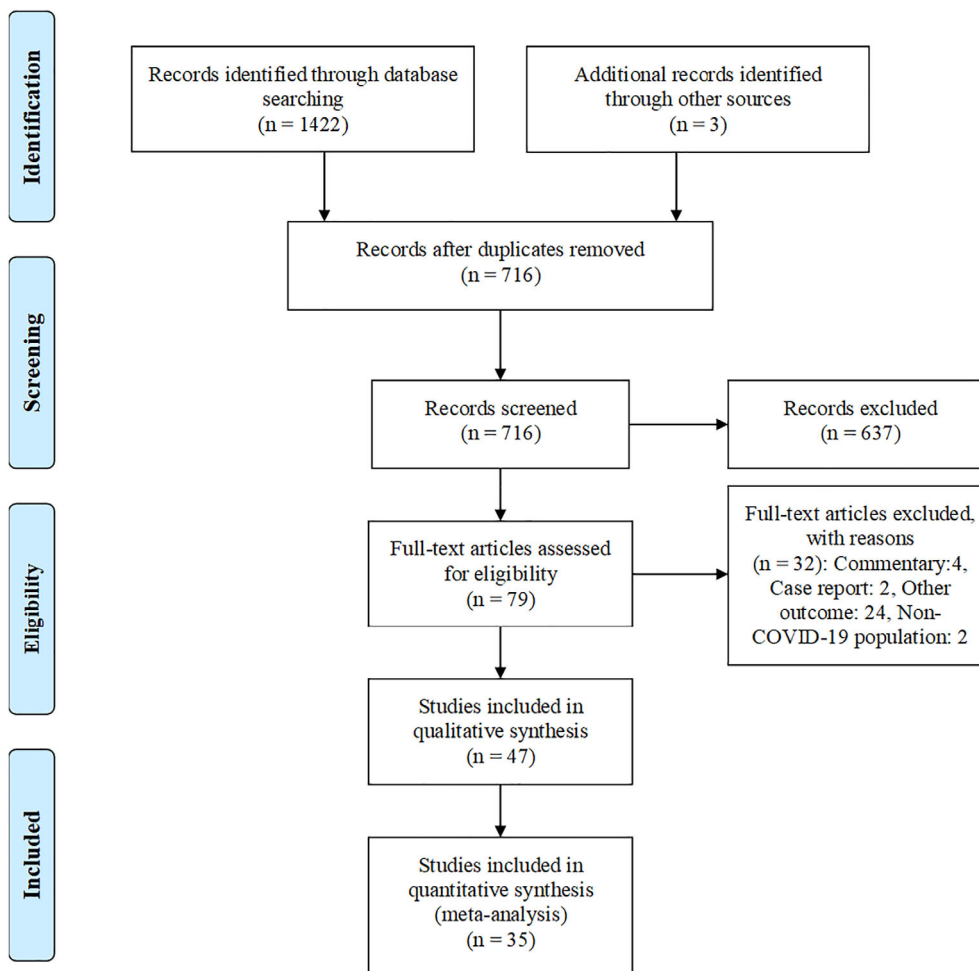 Identification
Records identified through database
searching
(n = 1422)
Additional records identified
through other sources
(n = 3)
Records after duplicates removed
(n = 716)
Screening
Records screened
(n = 716)
Records excluded
(n = 637)
Eligibility
Full-text articles assessed
for eligibility
(n = 79)
Full-text articles excluded,
with reasons
(n = 32): Commentary:4,
Case report: 2, Other
outcome: 24, Non-
COVID-19 population: 2
Studies included in
qualitative synthesis
(n = 47)
Included
Studies included in
quantitative synthesis
(meta-analysis)
(n = 35)